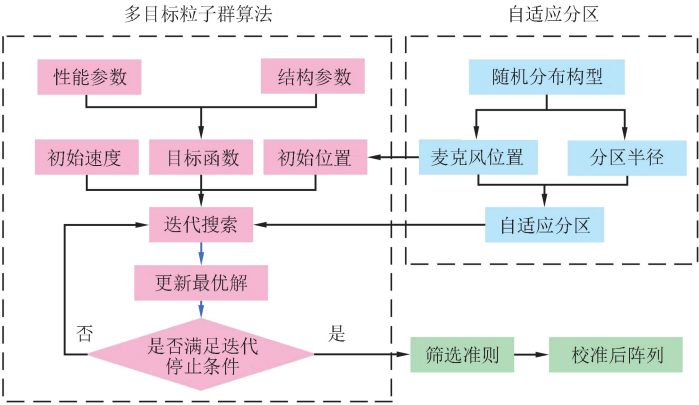 多目标粒子群算法
自适应分区
性能参数
结构参数
随机分布构型
初始速度
目标函数
初始位置
麦克风位置
分区半径
迭代搜索
自适应分区
更新最优解
否
是否满足迭代
停止条件
是
筛选准则
校准后阵列